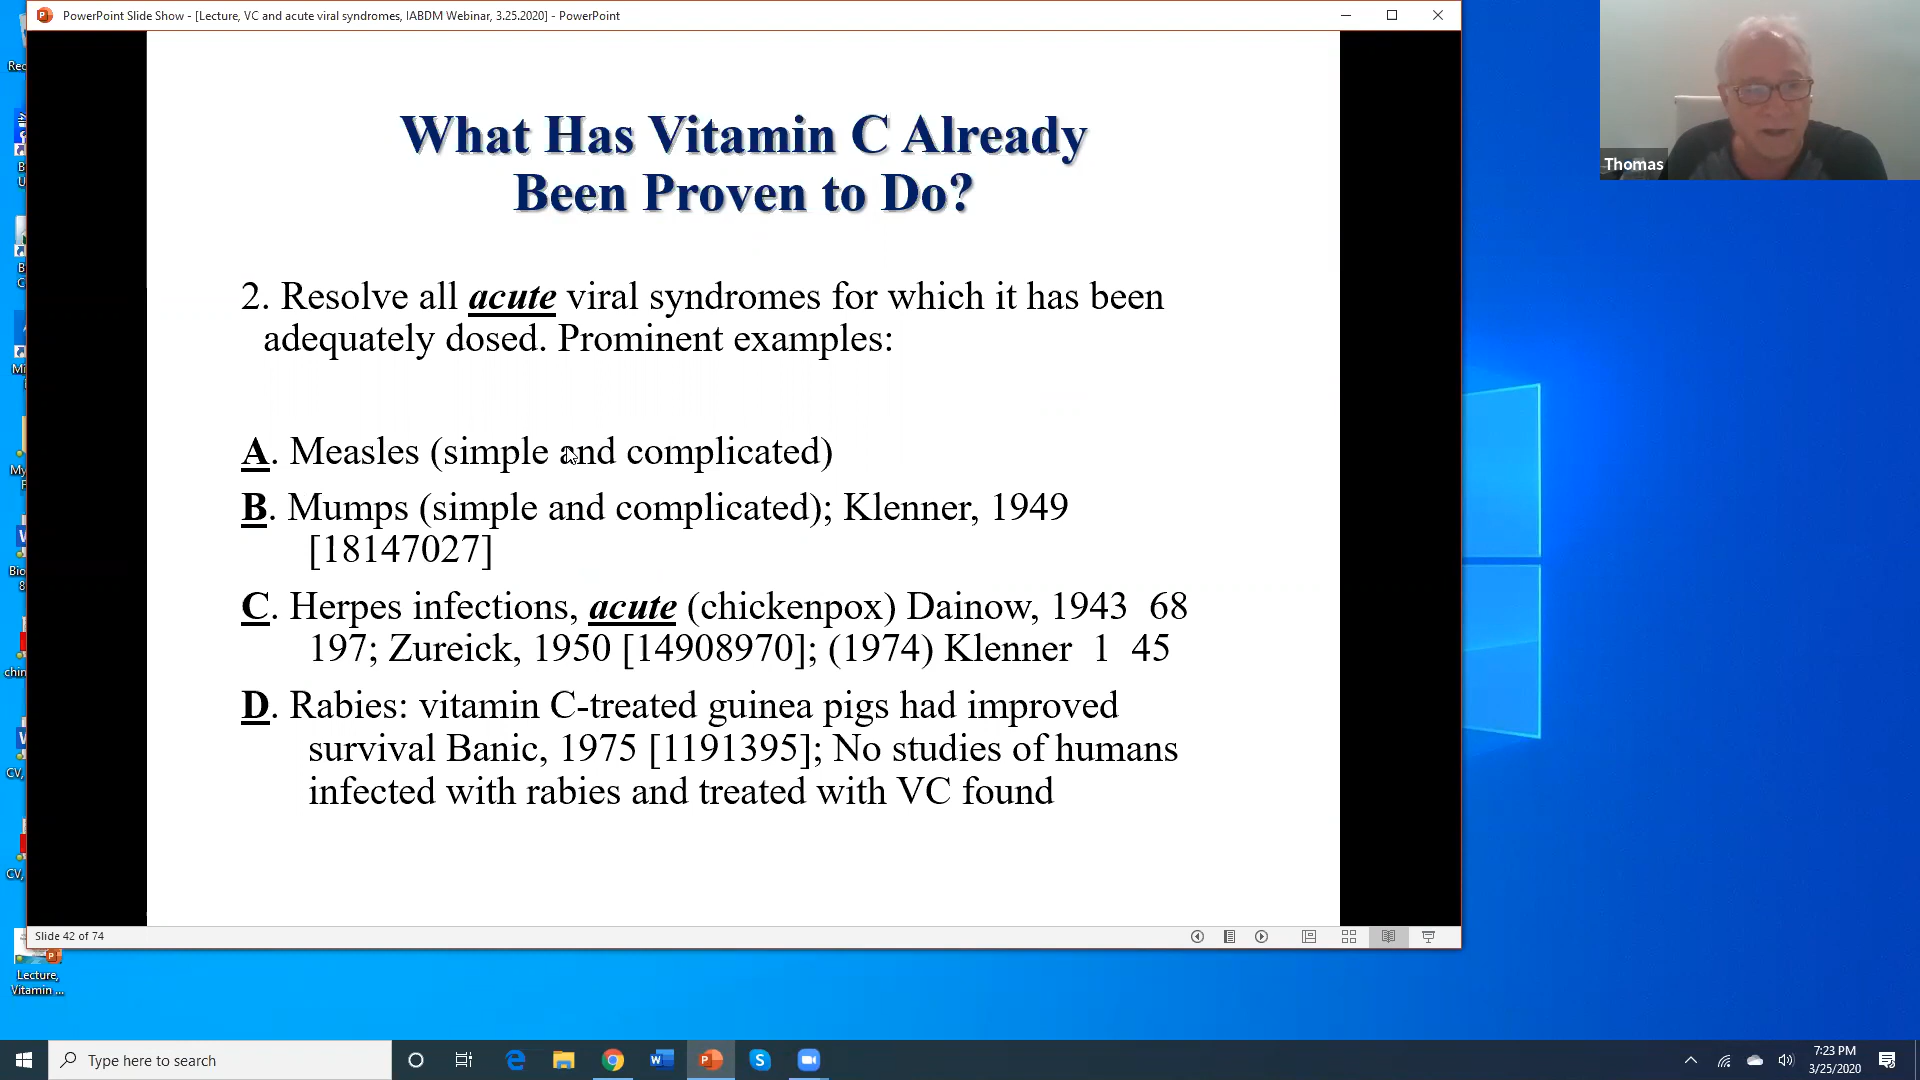 PowerPoint Slide Show - [Lecture, VC and acute viral syndromes, IABDM Webinar, 3.25.2020] - PowerPoint
What Has Vitamin C Already
Been Proven to Do?
2. Resolve all acute viral syndromes for which it has been
adequately dosed. Prominent examples:
A. Measles (simple and complicated)
B. Mumps (simple and complicated); Klenner, 1949
[18147027]
C. Herpes infections, acute (chickenpox) Dainow, 1943 68
197; Zureick, 1950 [14908970]; (1974) Klenner 1 45
D. Rabies: vitamin C-treated guinea pigs had improved
survival Banic, 1975 [1191395]; No studies of humans
infected with rabies and treated with VC found
Slide 42 of 74
Thomas
Lecture,
Vitamin ...
Type here to search
7:23 PM
3/25/2020